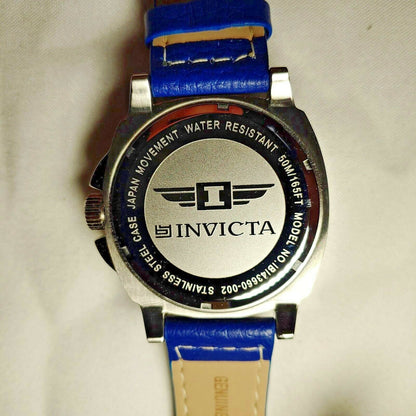 WATER RESISTANT 50M/165FT MODEL NO.IBI43660-002 STAINLESS STEEL CASE JAPAN MOVEMENT
I
INVICTA